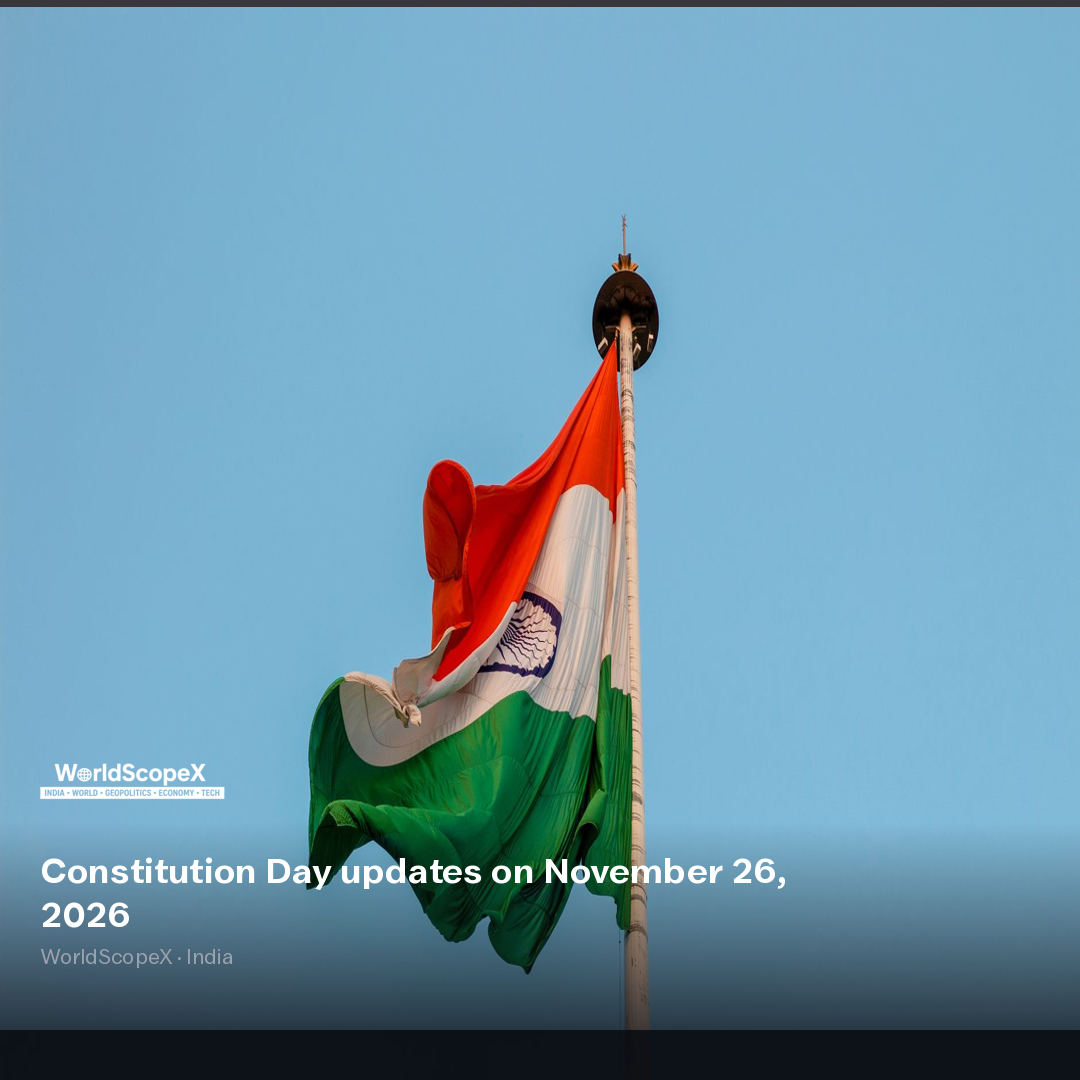 WorldScopeX
INDIA • WORLD • GEOPOLITICS • ECONOMY • TECH
Constitution Day updates on November 26,
2026
WorldScopeX · India